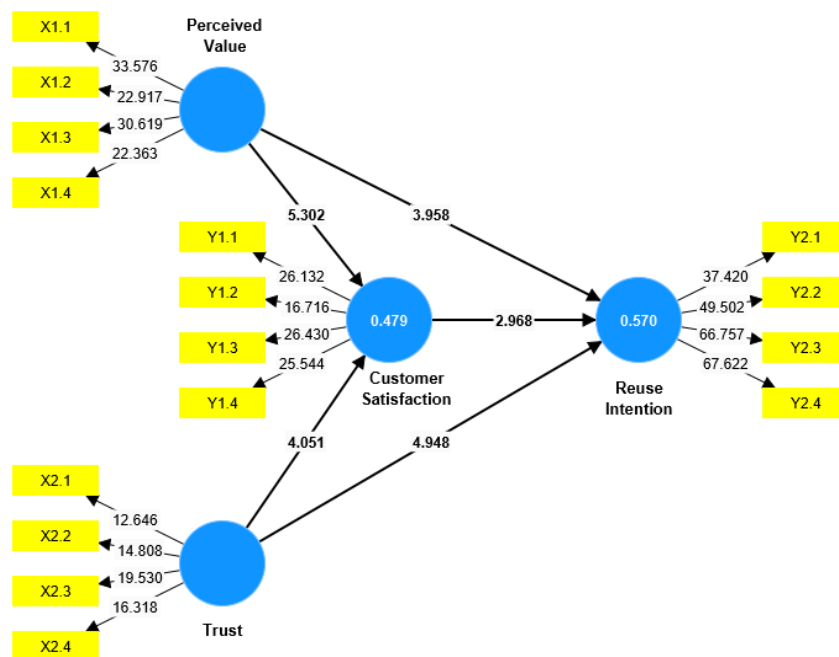 Perceived
Value
X1.1
33.576
X1.2
22.917
X1.3
30.619
X1.4
22.363
5.302
3.958
Y1.1
26.132
Y1.2
16.716
Y1.3
26.430
Y1.4
25.544
0.479
Customer
Satisfaction
2.968
0.570
Reuse
Intention
Y2.1
37.420
Y2.2
49.502
Y2.3
66.757
Y2.4
67.622
4.051
4.948
X2.1
12.646
X2.2
14.808
X2.3
19.530
X2.4
16.318
Trust